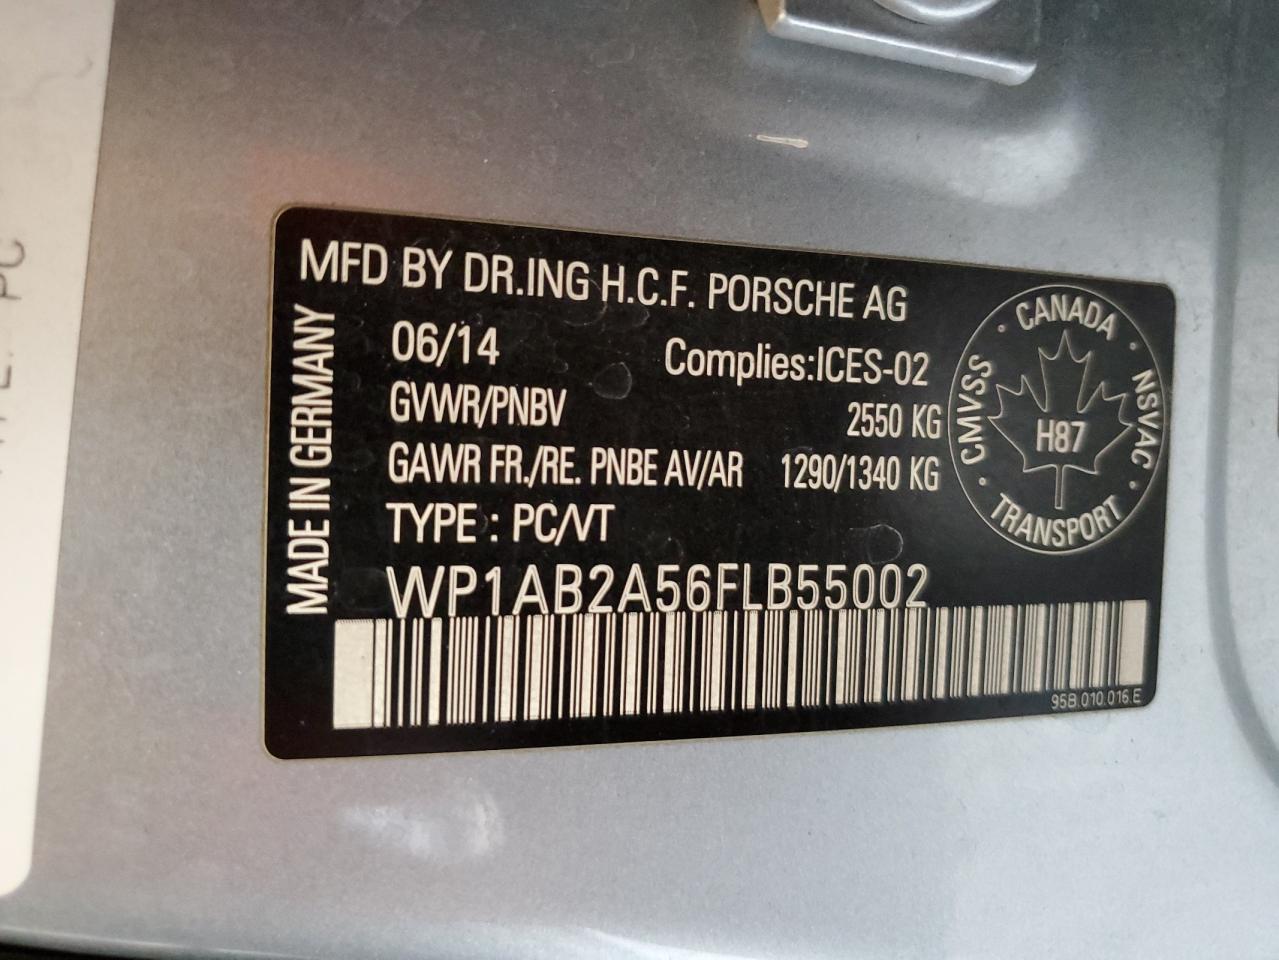 MFD BY DR.ING H.C.F. PORSCHE AG
MADE IN GERMANY
06/14
Complies:ICES-02
GVWR/PNBV 2550 KG
GAWR FR./RE. PNBE AV/AR 1290/1340 KG
TYPE : PC/VT
WP1AB2A56FLB55002
CANADA
NSVAC
TRANSPORT
CMVSS
H87
95B.010.016.E
PC